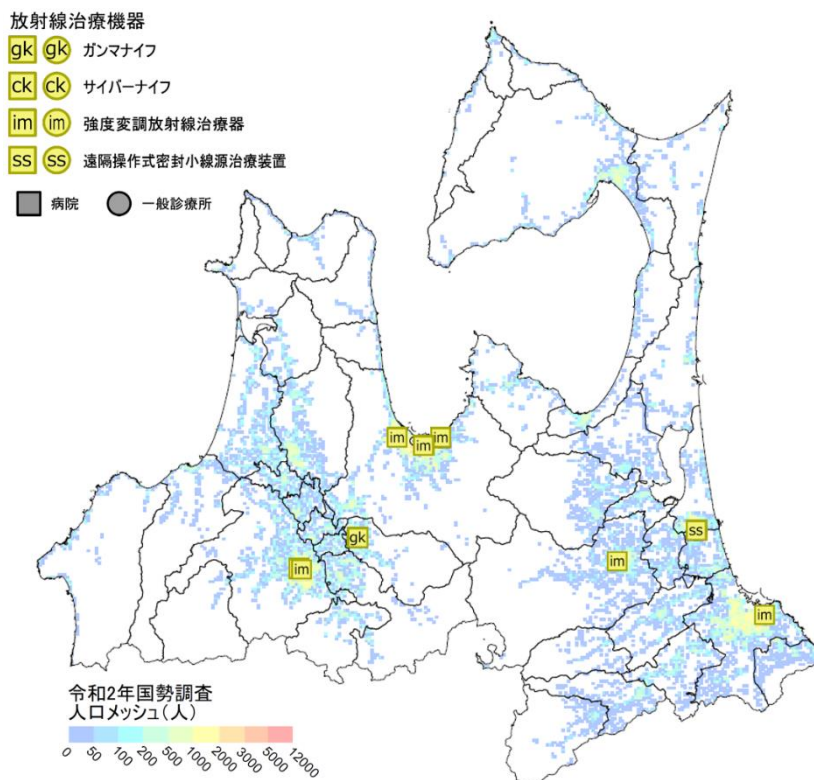 放射線治療機器
gk gk ガンマナイフ
ck ck サイバーナイフ
im im 強度変調放射線治療器
ss ss 遠隔操作式密封小線源治療装置
病院 一般診療所
im im im
gk
im
ss
im
im
令和2年国勢調査
人口メッシュ(人)
0 50 100 200 500 1000 2000 3000 5000 12000